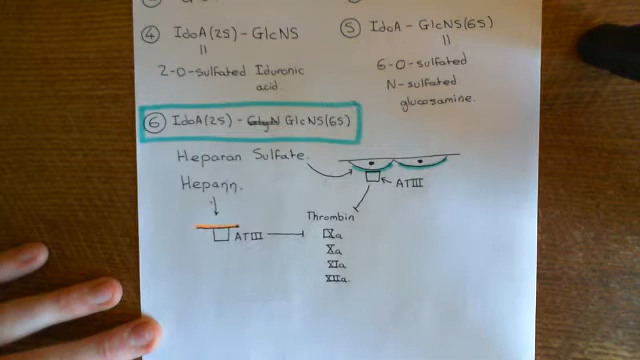 ④ IdoA(2S) - GlcNS
2-O-sulfated Iduronic
acid.
⑤ IdoA - GlcNS(6S)
6-O-sulfated
N-sulfated
glucosamine.
⑥ IdoA(2S) - GlcNS(6S)
Heparan Sulfate.
Heparin.
ATIII
ATIII
Thrombin
IXa
Xa
XIa
XIIa.